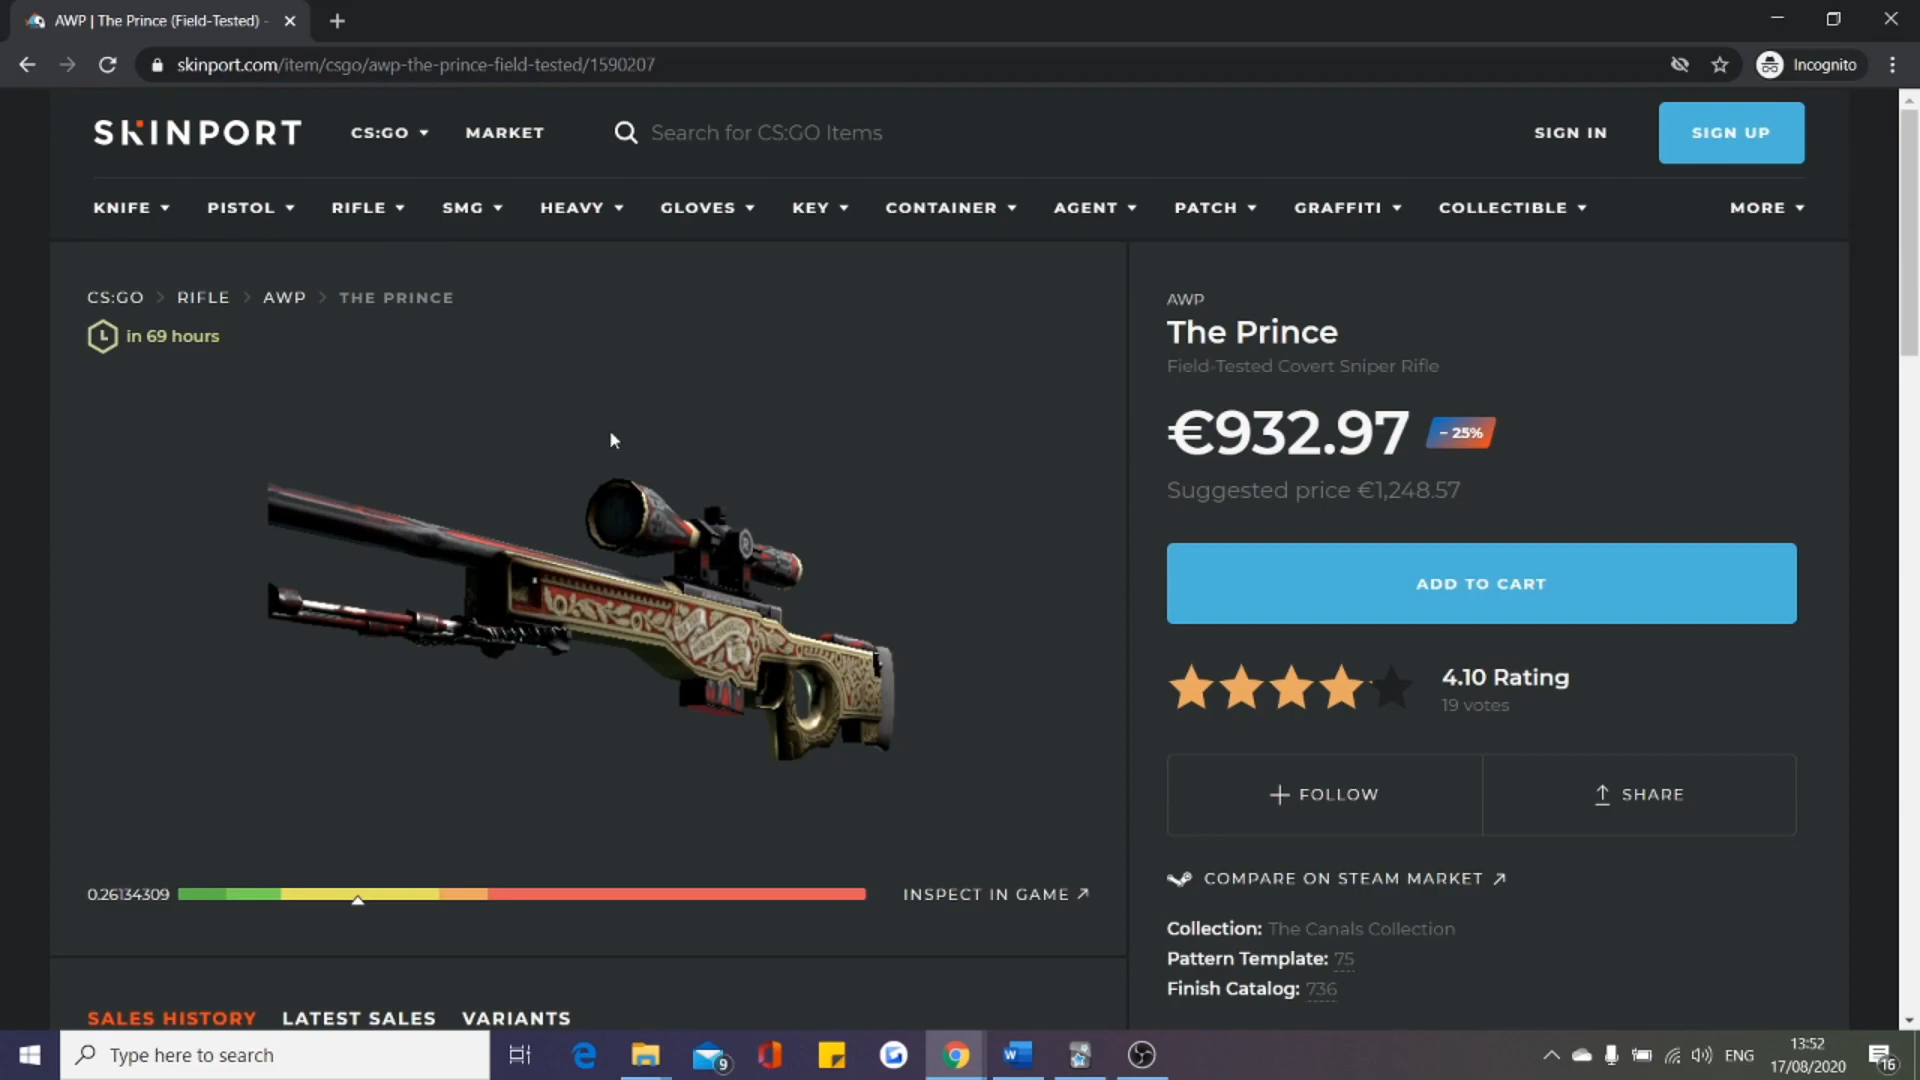 AWP | The Prince (Field-Tested) -
skinport.com/item/csgo/awp-the-prince-field-tested/1590207
Incognito
SKINPORT
CS:GO
MARKET
Search for CS:GO Items
SIGN IN
SIGN UP
KNIFE
PISTOL
RIFLE
SMG
HEAVY
GLOVES
KEY
CONTAINER
AGENT
PATCH
GRAFFITI
COLLECTIBLE
MORE
CS:GO > RIFLE > AWP > THE PRINCE
in 69 hours
AWP
The Prince
Field-Tested Covert Sniper Rifle
€932.97
- 25%
Suggested price €1,248.57
ADD TO CART
4.10 Rating
19 votes
FOLLOW
SHARE
COMPARE ON STEAM MARKET
Collection: The Canals Collection
Pattern Template: 75
Finish Catalog: 736
0.26134309
INSPECT IN GAME
SALES HISTORY
LATEST SALES
VARIANTS
Type here to search
9
ENG
13:52
17/08/2020
16